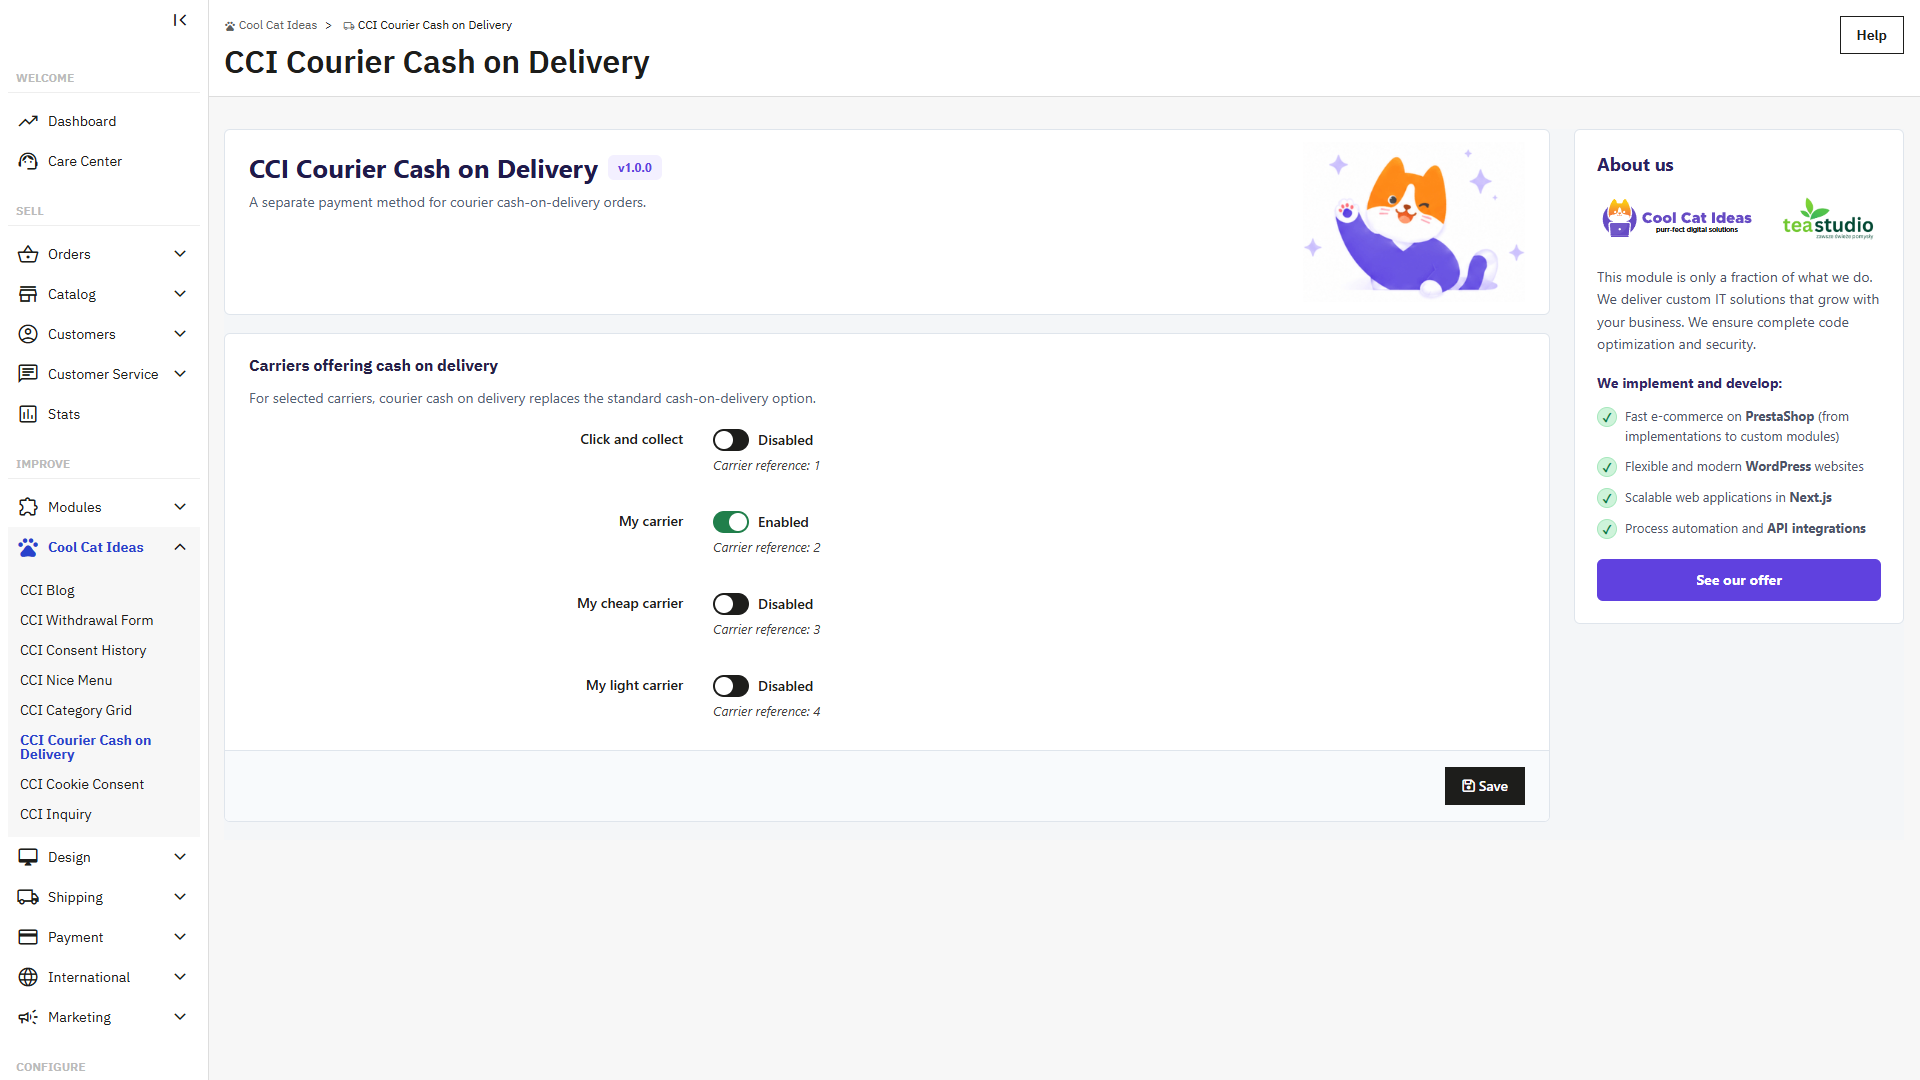 WELCOME
Dashboard
Care Center
SELL
Orders
Catalog
Customers
Customer Service
Stats
IMPROVE
Modules
Cool Cat Ideas
CCI Blog
CCI Withdrawal Form
CCI Consent History
CCI Nice Menu
CCI Category Grid
CCI Courier Cash on
Delivery
CCI Cookie Consent
CCI Inquiry
Design
Shipping
Payment
International
Marketing
CONFIGURE
Cool Cat Ideas > CCI Courier Cash on Delivery
CCI Courier Cash on Delivery
Help
CCI Courier Cash on Delivery v1.0.0
A separate payment method for courier cash-on-delivery orders.
Carriers offering cash on delivery
For selected carriers, courier cash on delivery replaces the standard cash-on-delivery option.
Click and collect Disabled
Carrier reference: 1
My carrier Enabled
Carrier reference: 2
My cheap carrier Disabled
Carrier reference: 3
My light carrier Disabled
Carrier reference: 4
Save
About us
Cool Cat Ideas
purr-fect digital solutions
teastudio
zawsze świeże pomysły
This module is only a fraction of what we do.
We deliver custom IT solutions that grow with
your business. We ensure complete code
optimization and security.
We implement and develop:
Fast e-commerce on PrestaShop (from
implementations to custom modules)
Flexible and modern WordPress websites
Scalable web applications in Next.js
Process automation and API integrations
See our offer